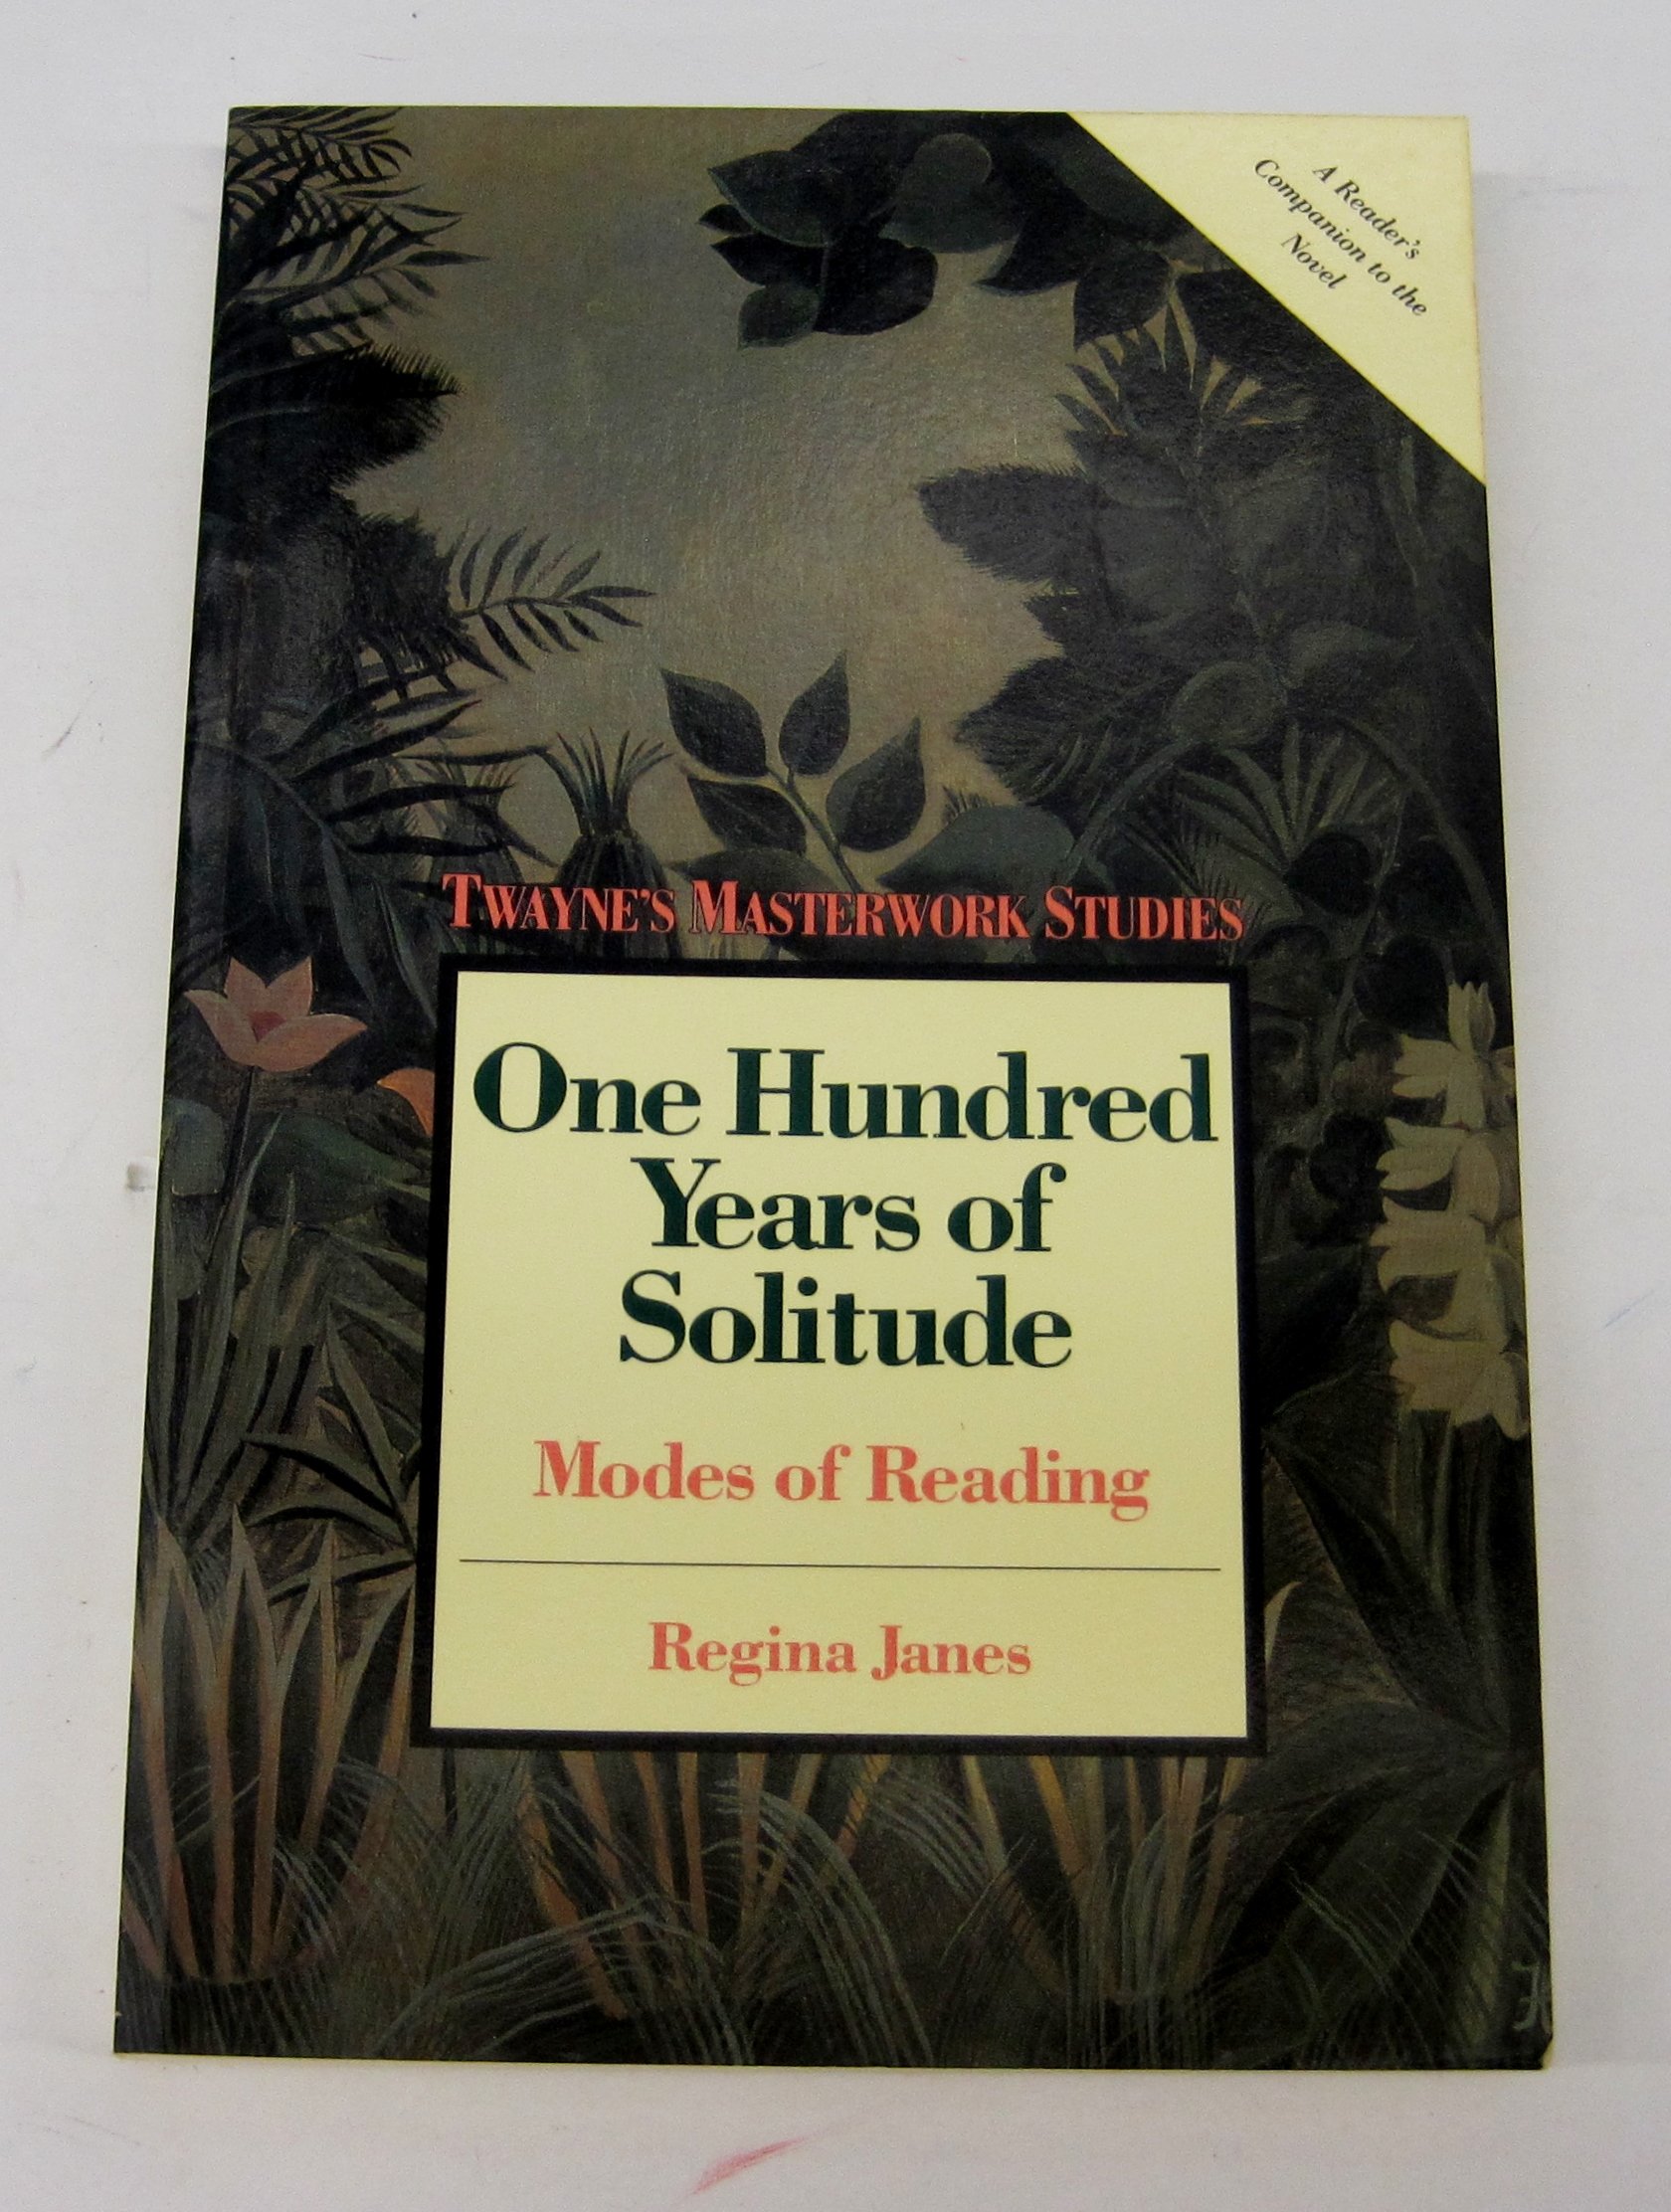 A Reader's
Companion to the
Novel
TWAYNE'S MASTERWORK STUDIES
One Hundred
Years of
Solitude
Modes of Reading
Regina Janes